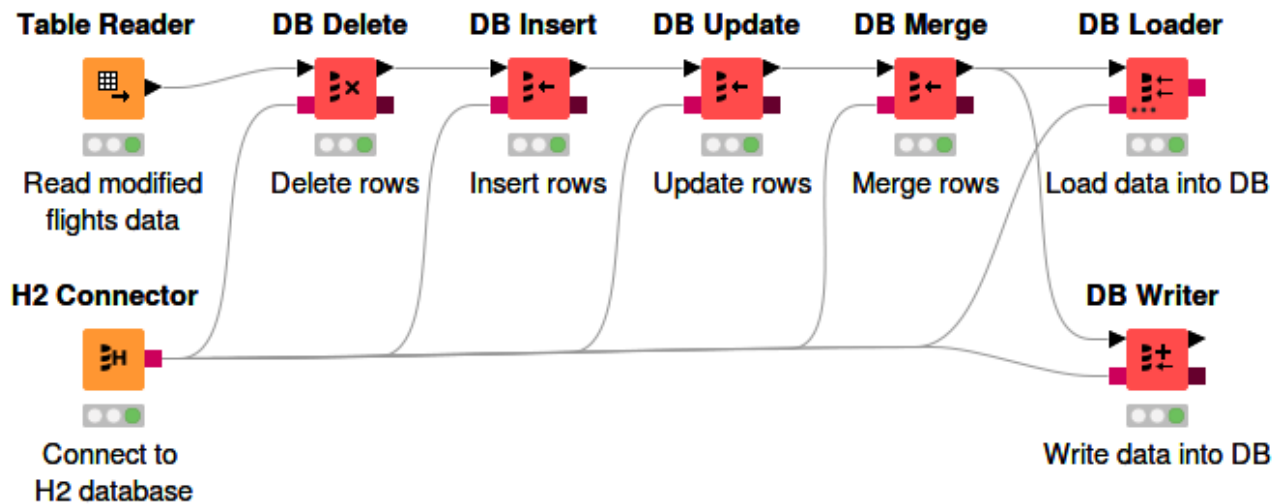 Table Reader
DB Delete
DB Insert
DB Update
DB Merge
DB Loader
Read modified
flights data
Delete rows
Insert rows
Update rows
Merge rows
Load data into DB
H2 Connector
DB Writer
H
Connect to
H2 database
Write data into DB